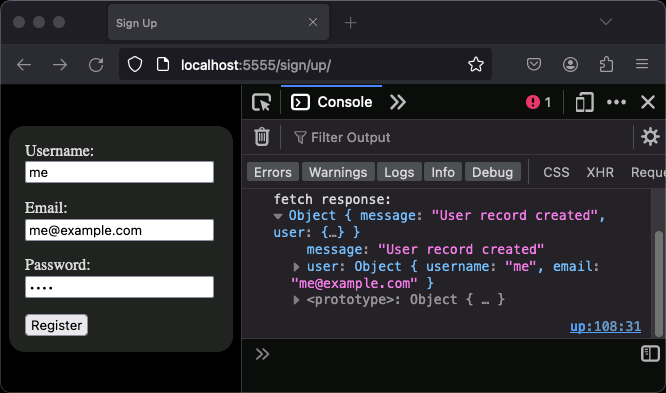 Sign Up
localhost:5555/sign/up/
Console
1
Filter Output
Errors Warnings Logs Info Debug CSS XHR Reque
Username:
me
Email:
me@example.com
Password:
••••
Register
fetch response:
Object { message: "User record created",
user: {…} }
message: "User record created"
user: Object { username: "me", email:
"me@example.com" }
<prototype>: Object { … }
up:108:31